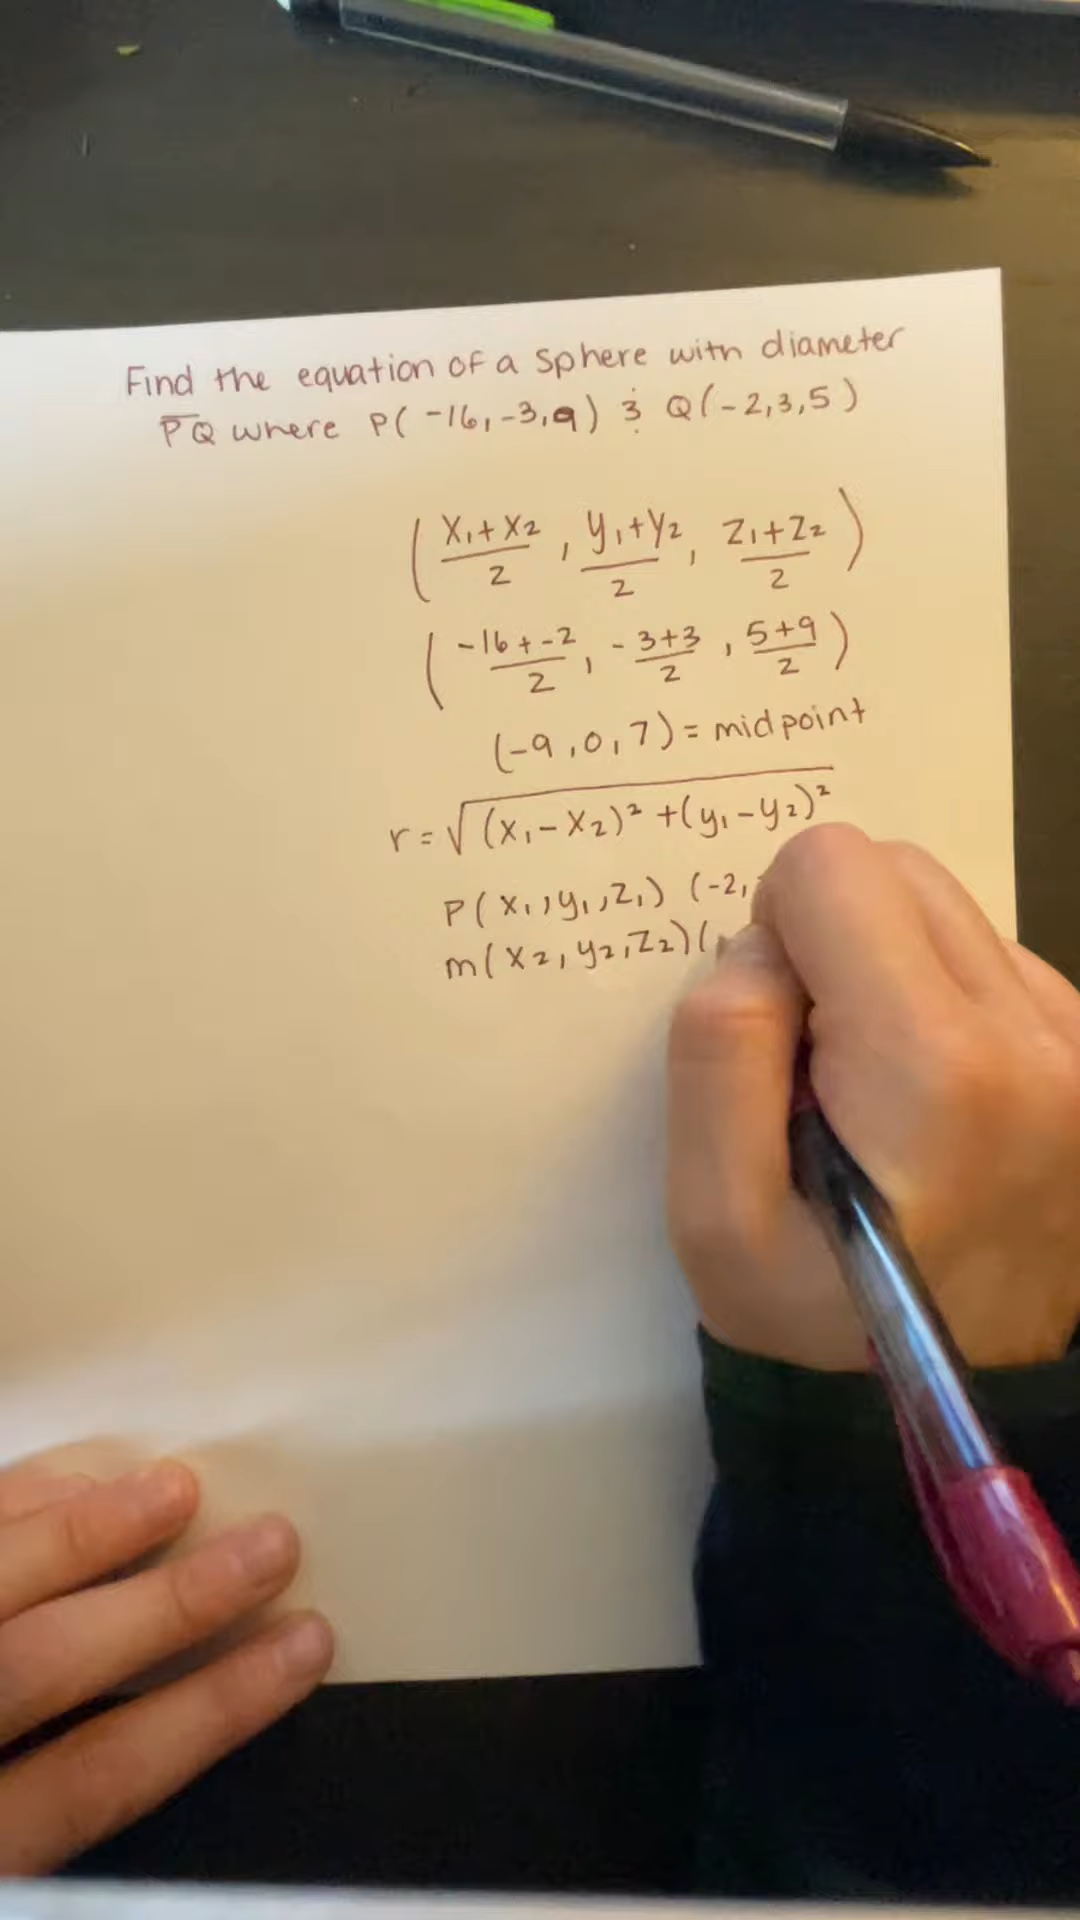 Find the equation of a sphere with diameter
P̅Q̅ where P(-16,-3,9) & Q(-2,3,5)
(x₁+x₂/2, y₁+y₂/2, z₁+z₂/2)
(-16+-2/2, -3+3/2, 5+9/2)
(-9,0,7) = midpoint
r = √(x₁-x₂)² + (y₁-y₂)²
P(x₁,y₁,z₁) (-2,
m(x₂,y₂,z₂) (